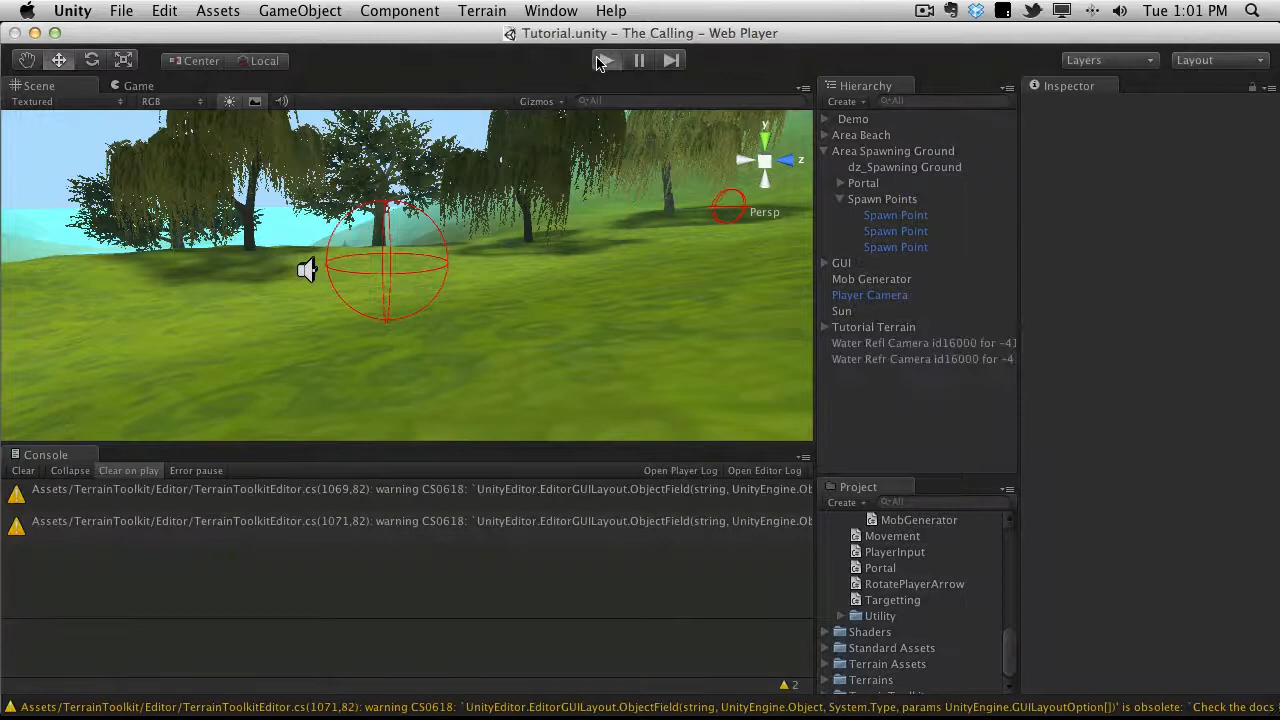 Unity File Edit Assets GameObject Component Terrain Window Help Tue 1:01 PM
Tutorial.unity - The Calling - Web Player
Center Local Layers Layout
Scene Game
Textured RGB Gizmos All
y
z
Persp
Hierarchy
Create All
Demo
Area Beach
Area Spawning Ground
dz_Spawning Ground
Portal
Spawn Points
Spawn Point
Spawn Point
Spawn Point
GUI
Mob Generator
Player Camera
Sun
Tutorial Terrain
Water Refl Camera id16000 for -41
Water Refr Camera id16000 for -4
Inspector
Console
Clear Collapse Clear on play Error pause Open Player Log Open Editor Log
Assets/TerrainToolkit/Editor/TerrainToolkitEditor.cs(1069,82): warning CS0618: `UnityEditor.EditorGUILayout.ObjectField(string, UnityEngine.Ob
Assets/TerrainToolkit/Editor/TerrainToolkitEditor.cs(1071,82): warning CS0618: `UnityEditor.EditorGUILayout.ObjectField(string, UnityEngine.Ob
2
Project
Create All
MobGenerator
Movement
PlayerInput
Portal
RotatePlayerArrow
Targetting
Utility
Shaders
Standard Assets
Terrain Assets
Terrains
Assets/TerrainToolkit/Editor/TerrainToolkitEditor.cs(1071,82): warning CS0618: `UnityEditor.EditorGUILayout.ObjectField(string, UnityEngine.Object, System.Type, params UnityEngine.GUILayoutOption[])' is obsolete: `Check the docs